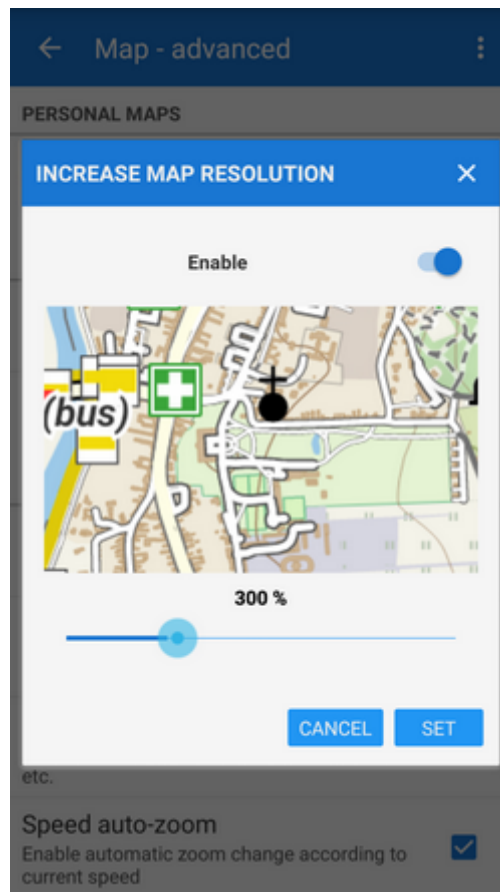 Map - advanced
PERSONAL MAPS
INCREASE MAP RESOLUTION
Enable
(bus)
300 %
CANCEL
SET
etc.
Speed auto-zoom
Enable automatic zoom change according to
current speed